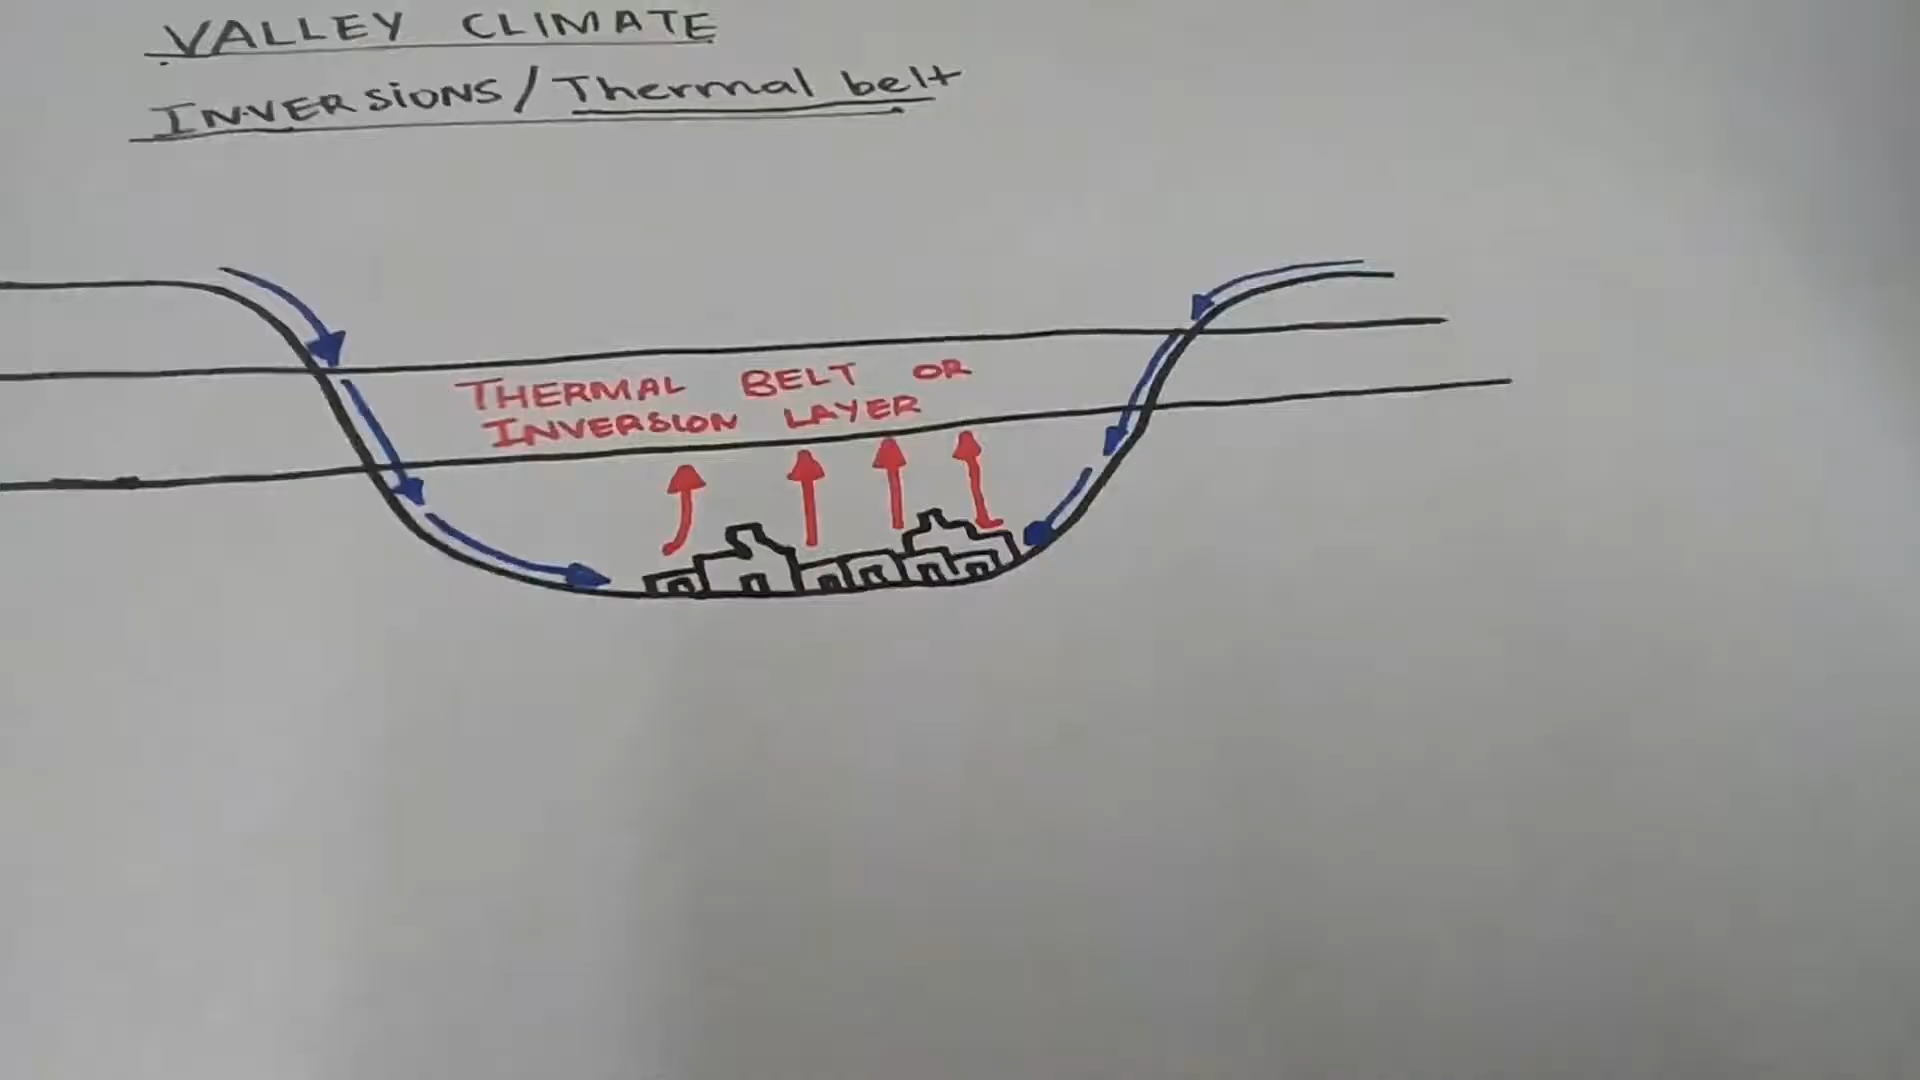 VALLEY CLIMATE
INVERSIONS/Thermal belt
THERMAL BELT OR
INVERSION LAYER